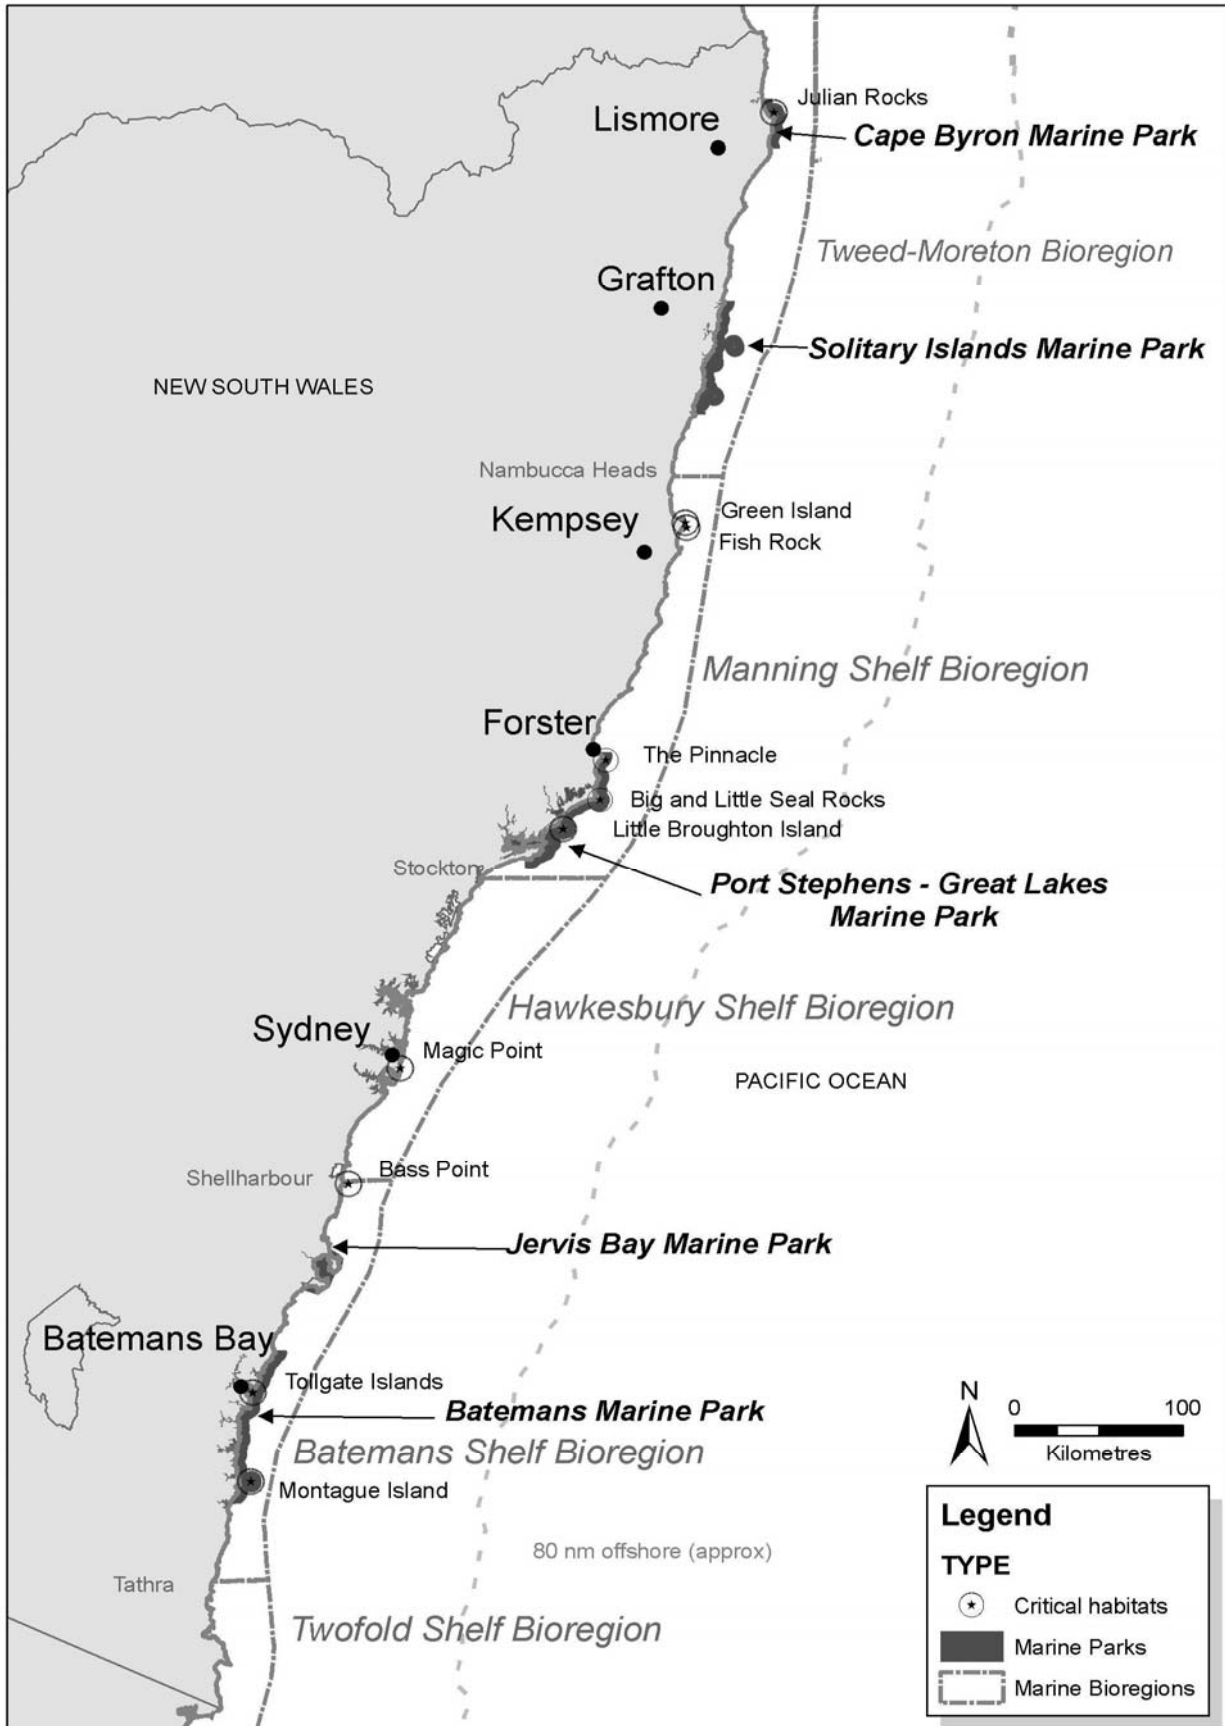 Julian Rocks
Lismore
Cape Byron Marine Park
Tweed-Moreton Bioregion
Grafton
Solitary Islands Marine Park
NEW SOUTH WALES
Nambucca Heads
Green Island
Kempsey
Fish Rock
Manning Shelf Bioregion
Forster
The Pinnacle
Big and Little Seal Rocks
Little Broughton Island
Stockton
Port Stephens - Great Lakes
Marine Park
Hawkesbury Shelf Bioregion
Sydney
Magic Point
PACIFIC OCEAN
Bass Point
Shellharbour
Jervis Bay Marine Park
Batemans Bay
Tollgate Islands
Batemans Marine Park
Batemans Shelf Bioregion
Montague Island
80 nm offshore (approx)
Tathra
Twofold Shelf Bioregion
N
0 100
Kilometres
Legend
TYPE
Critical habitats
Marine Parks
Marine Bioregions